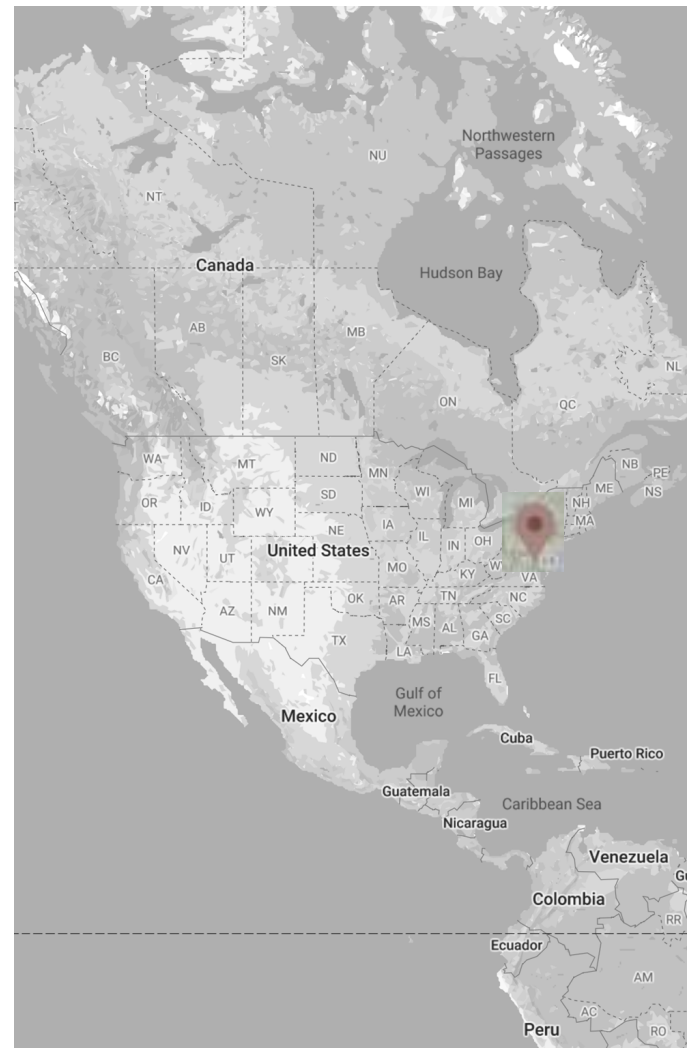 Northwestern
Passages
NU
NT
T
Canada
Hudson Bay
AB
MB
SK
BC
NL
ON
QC
NB
PE
WA
ND
MT
MN
ME
NS
OR
ID
SD
WI
MI
NH
WY
MA
NE
IA
IL
IN
OH
NV
UT
United States
MO
W
KY
VA
CA
AZ
NM
OK
AR
TN
NC
MS
AL
SC
GA
TX
LA
FL
Gulf of
Mexico
Mexico
Cuba
Puerto Rico
Guatemala
Caribbean Sea
Nicaragua
Venezuela
Gu
Colombia
RR
Ecuador
AM
AC
Peru
RO